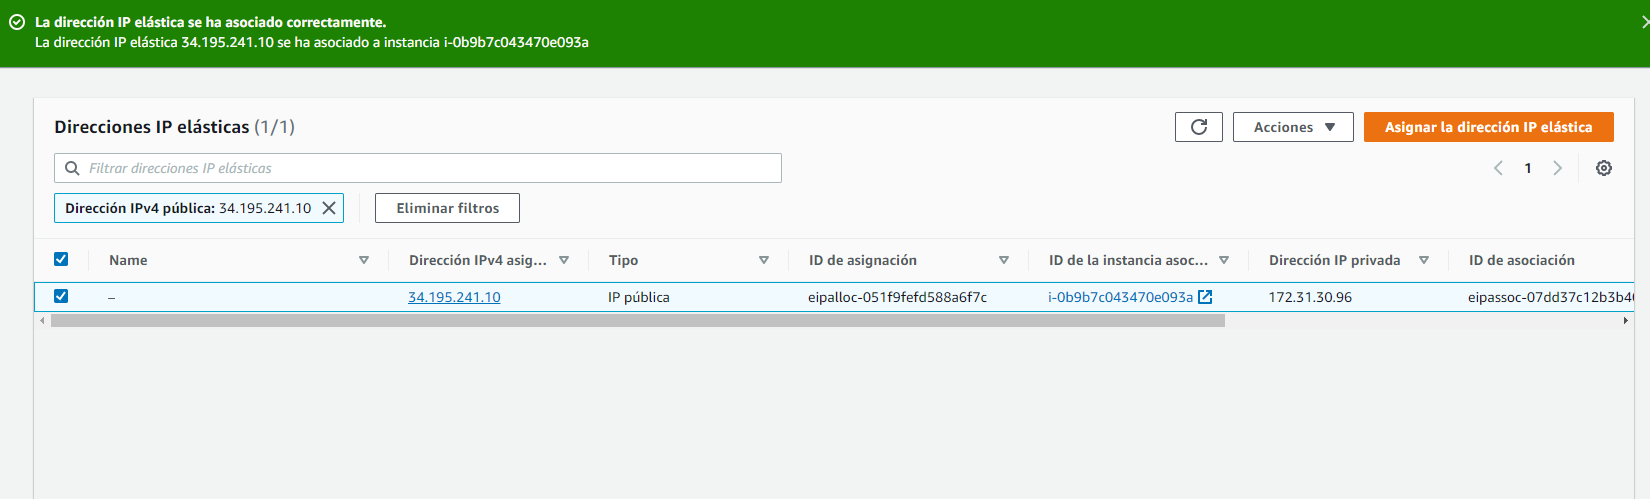 La dirección IP elástica se ha asociado correctamente.
La dirección IP elástica 34.195.241.10 se ha asociado a instancia i-0b9b7c043470e093a
Direcciones IP elásticas (1/1)
Acciones
Asignar la dirección IP elástica
Filtrar direcciones IP elásticas
1
Dirección IPv4 pública: 34.195.241.10
Eliminar filtros
Name Dirección IPv4 asig... Tipo ID de asignación ID de la instancia asoc... Dirección IP privada ID de asociación
– 34.195.241.10 IP pública eipalloc-051f9fefd588a6f7c i-0b9b7c043470e093a 172.31.30.96 eipassoc-07dd37c12b3b4